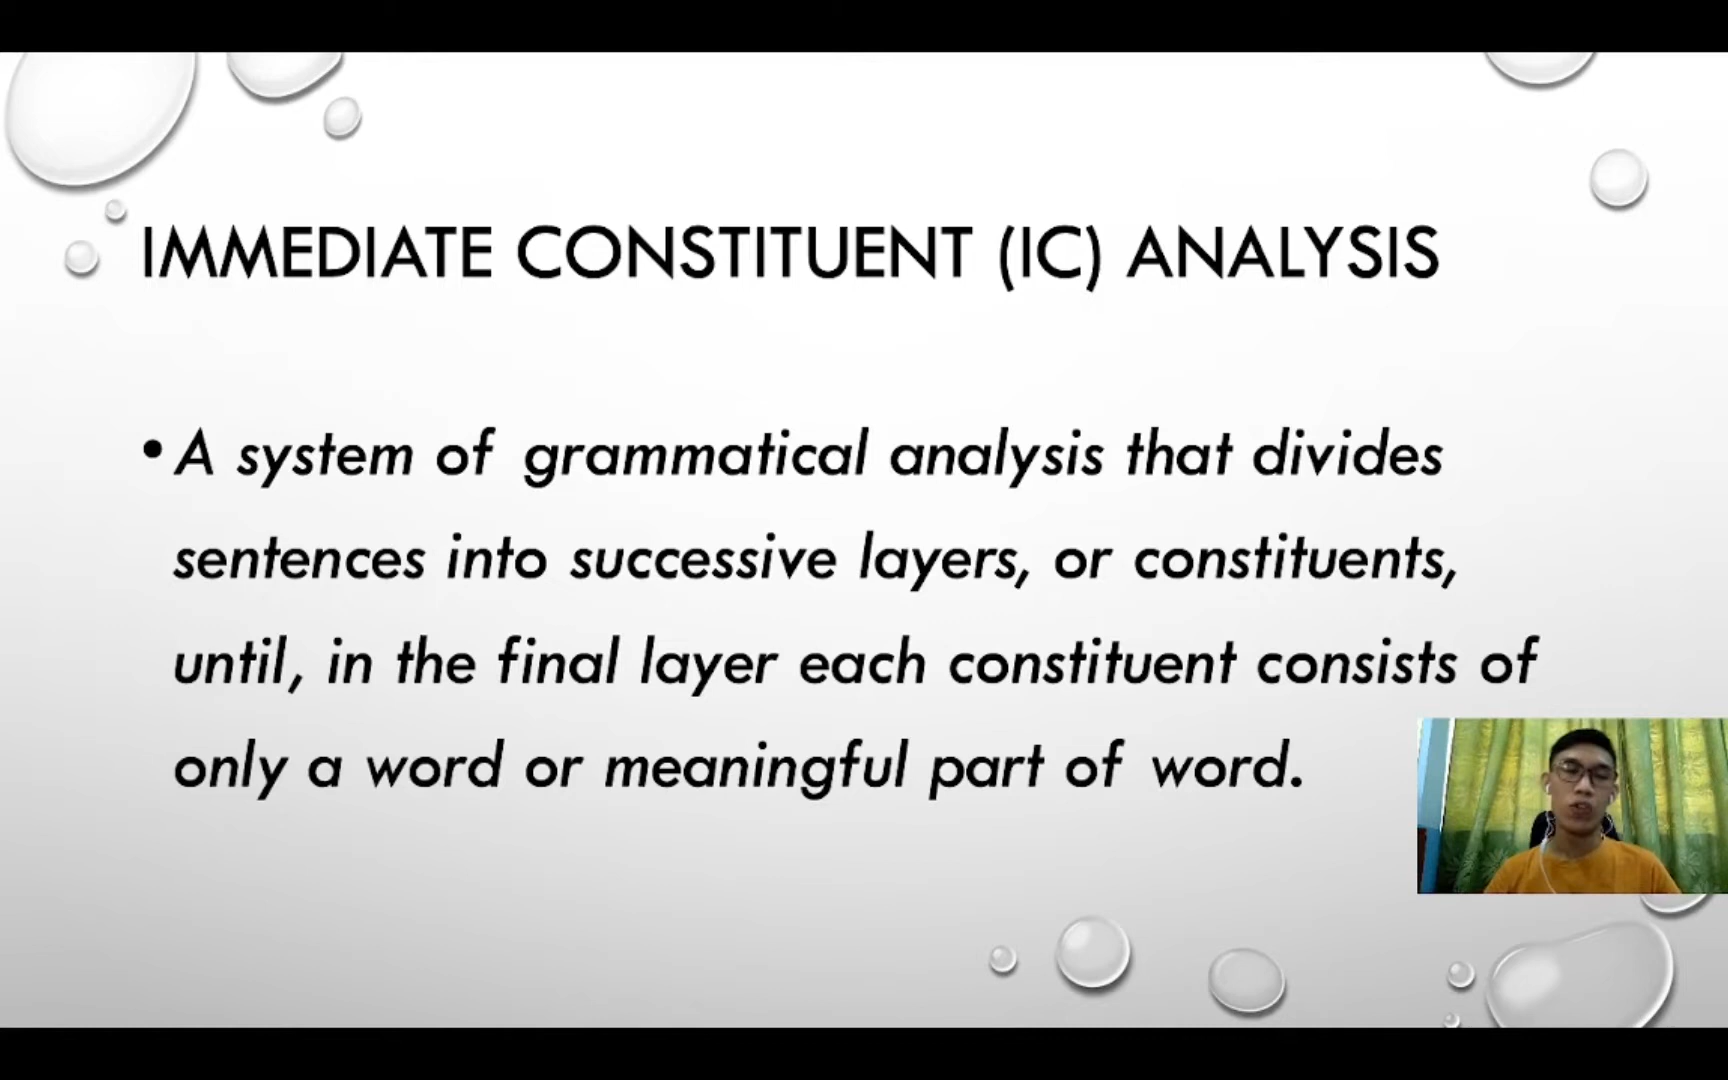 IMMEDIATE CONSTITUENT (IC) ANALYSIS
• A system of grammatical analysis that divides
sentences into successive layers, or constituents,
until, in the final layer each constituent consists of
only a word or meaningful part of word.